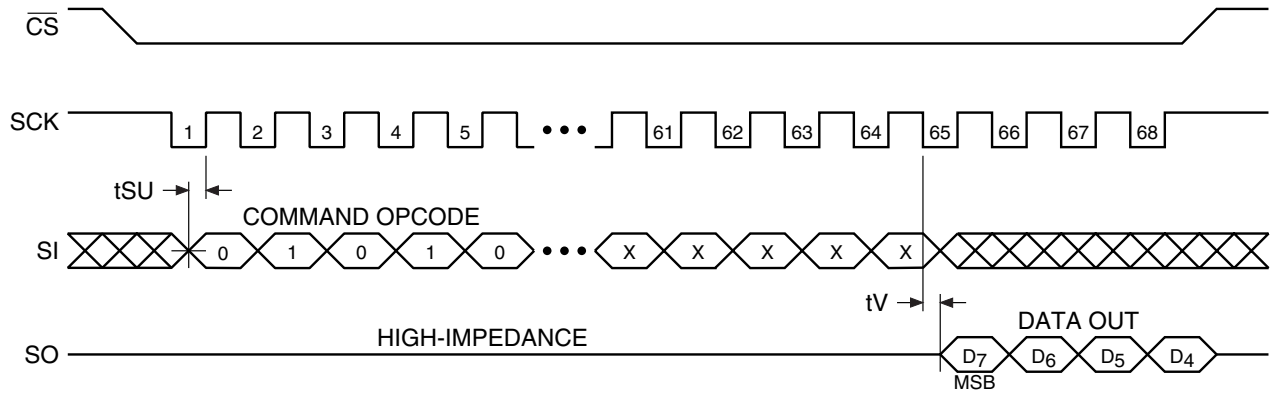 CS
SCK 1 2 3 4 5 ••• 61 62 63 64 65 66 67 68
tSU
COMMAND OPCODE
SI 0 1 0 1 0 ••• X X X X X
tV
HIGH-IMPEDANCE DATA OUT
SO D7 D6 D5 D4
MSB